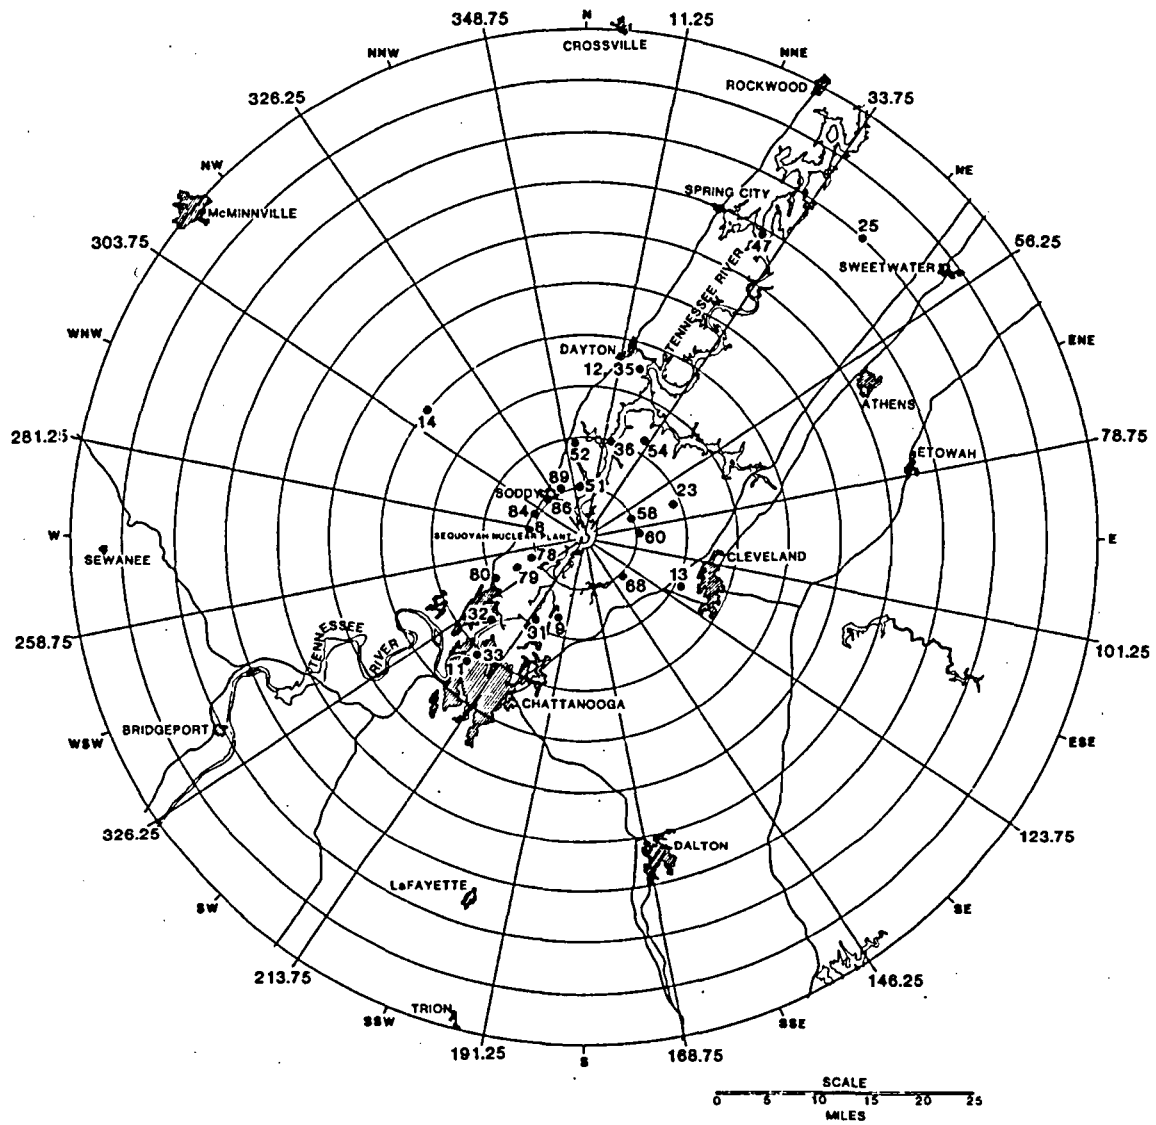 348.75
N
11.25
CROSSVILLE
NNW
NNE
ROCKWOOD
326.25
33.75
NW
NE
SPRING CITY
McMINNVILLE
25
47
303.75
56.25
SWEETWATER
TENNESSEE RIVER
WNW
ENE
DAYTON
12
35
ATHENS
14
281.25
78.75
52
36
54
ETOWAH
89
51
SODDY
86
23
84
58
8
W
SEQUOYAH NUCLEAR PLANT
60
E
SEWANEE
78
CLEVELAND
80
79
68
13
32
31
9
TENNESSEE
RIVER
258.75
101.25
33
11
CHATTANOOGA
BRIDGEPORT
WSW
ESE
326.25
123.75
DALTON
LaFAYETTE
SW
SE
213.75
146.25
TRION
SSW
SSE
191.25
S
168.75
SCALE
0 5 10 15 20 25
MILES